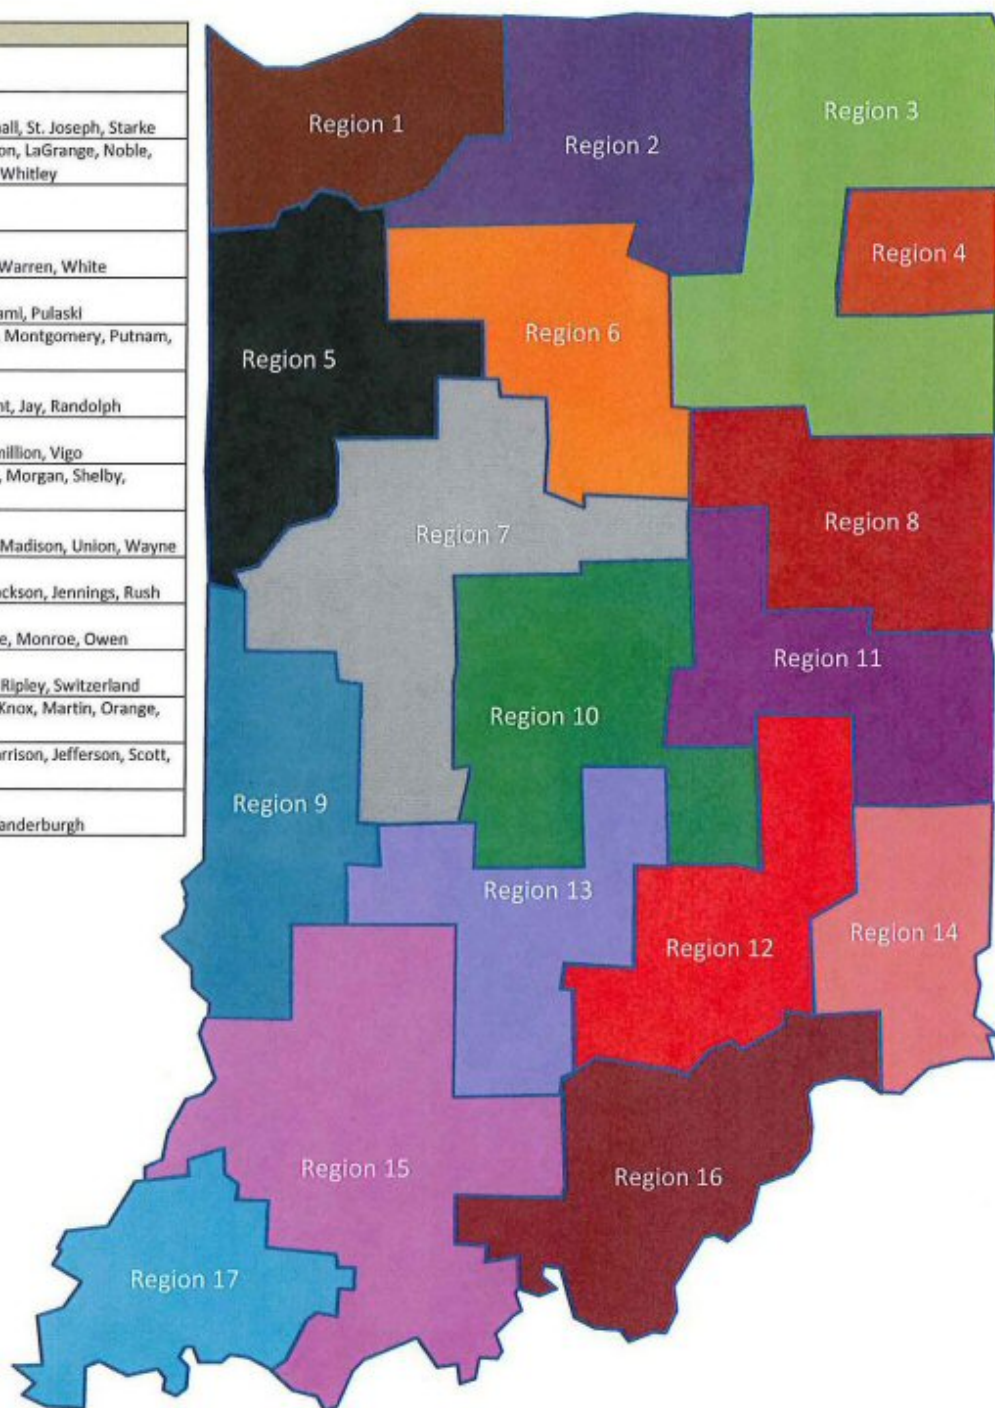 all, St. Joseph, Starke
on, LaGrange, Noble,
Whitley
Warren, White
ami, Pulaski
Montgomery, Putnam,
nt, Jay, Randolph
million, Vigo
, Morgan, Shelby,
Madison, Union, Wayne
ckson, Jennings, Rush
e, Monroe, Owen
Ripley, Switzerland
Knox, Martin, Orange,
rrison, Jefferson, Scott,
anderburgh
Region 1
Region 2
Region 3
Region 4
Region 5
Region 6
Region 7
Region 8
Region 9
Region 10
Region 11
Region 12
Region 13
Region 14
Region 15
Region 16
Region 17